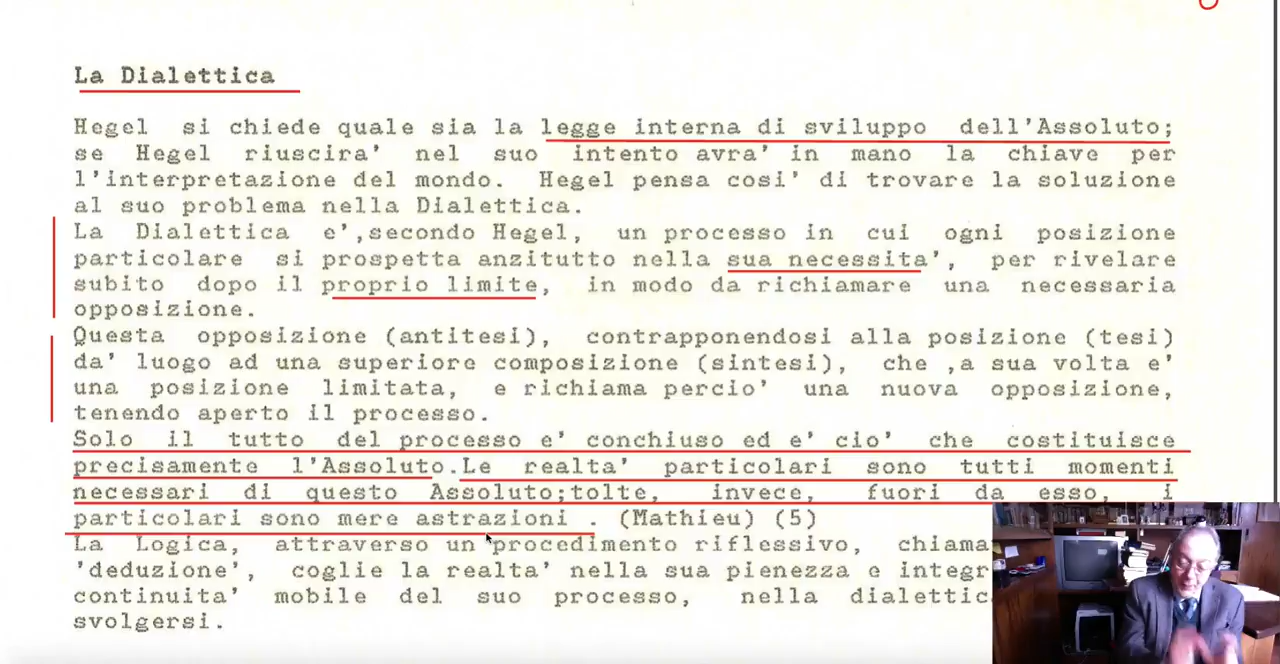 La Dialettica
Hegel si chiede quale sia la legge interna di sviluppo dell'Assoluto;
se Hegel riuscira' nel suo intento avra' in mano la chiave per
l'interpretazione del mondo. Hegel pensa cosi' di trovare la soluzione
al suo problema nella Dialettica.
La Dialettica e',secondo Hegel, un processo in cui ogni posizione
particolare si prospetta anzitutto nella sua necessita', per rivelare
subito dopo il proprio limite, in modo da richiamare una necessaria
opposizione.
Questa opposizione (antitesi), contrapponendosi alla posizione (tesi)
da' luogo ad una superiore composizione (sintesi), che ,a sua volta e'
una posizione limitata, e richiama percio' una nuova opposizione,
tenendo aperto il processo.
Solo il tutto del processo e' conchiuso ed e' cio' che costituisce
precisamente l'Assoluto.Le realta' particolari sono tutti momenti
necessari di questo Assoluto;tolte, invece, fuori da esso, i
particolari sono mere astrazioni . (Mathieu) (5)
La Logica, attraverso un procedimento riflessivo, chiama
'deduzione', coglie la realta' nella sua pienezza e integr
continuita' mobile del suo processo, nella dialettic
svolgersi.